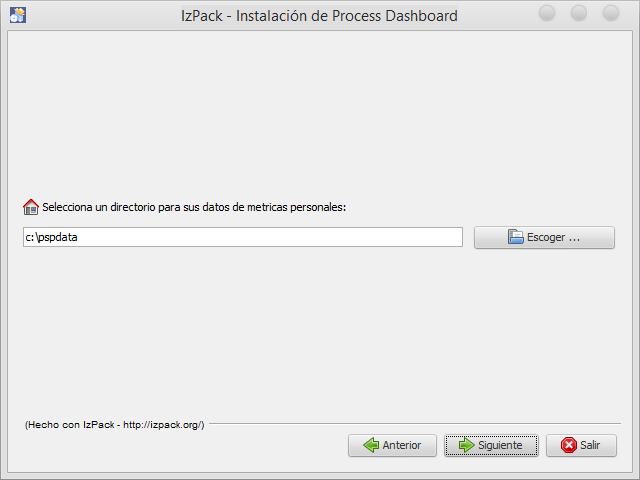 IzPack - Instalación de Process Dashboard
Selecciona un directorio para sus datos de metricas personales:
c:\pspdata
Escoger ...
(Hecho con IzPack - http://izpack.org/)
Anterior
Siguiente
Salir